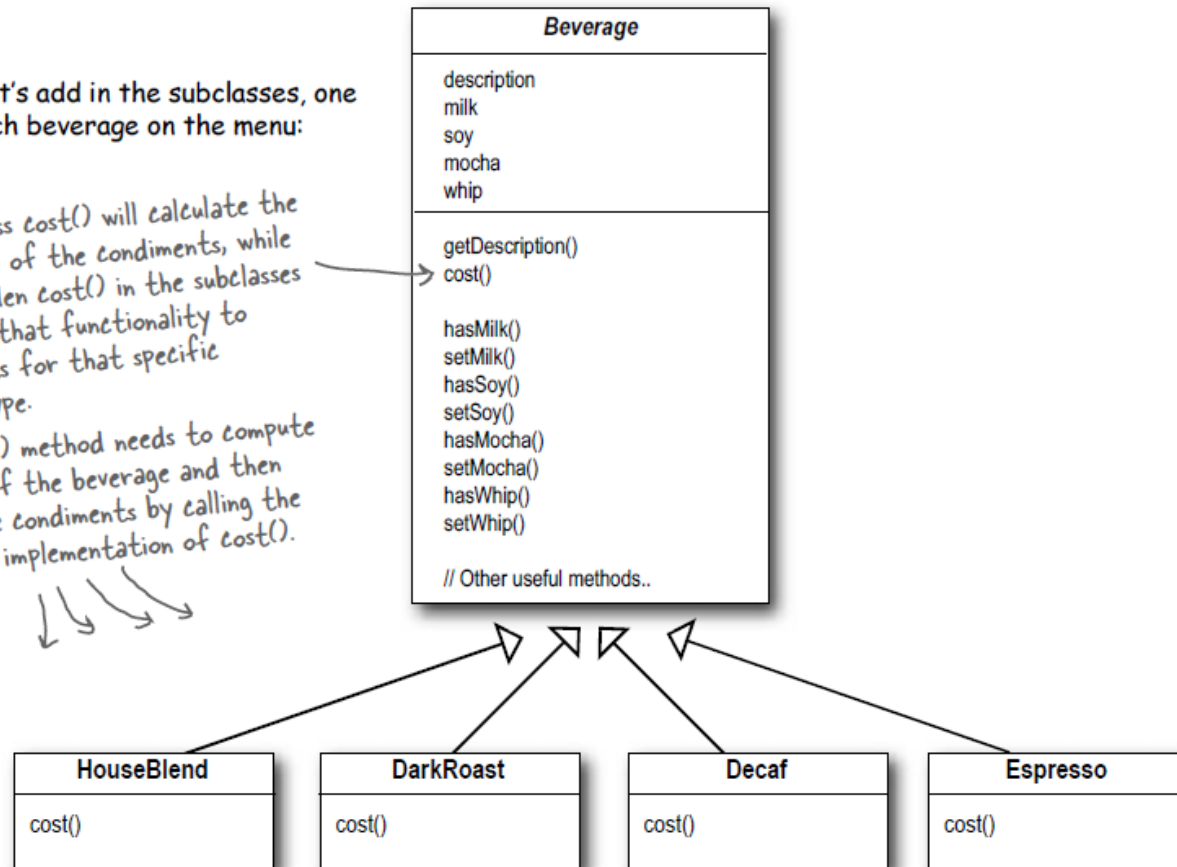 t's add in the subclasses, one
ch beverage on the menu:
ss cost() will calculate the
of the condiments, while
den cost() in the subclasses
that functionality to
s for that specific
pe.
) method needs to compute
f the beverage and then
e condiments by calling the
implementation of cost().
Beverage
description
milk
soy
mocha
whip
getDescription()
cost()
hasMilk()
setMilk()
hasSoy()
setSoy()
hasMocha()
setMocha()
hasWhip()
setWhip()
// Other useful methods..
HouseBlend
cost()
DarkRoast
cost()
Decaf
cost()
Espresso
cost()